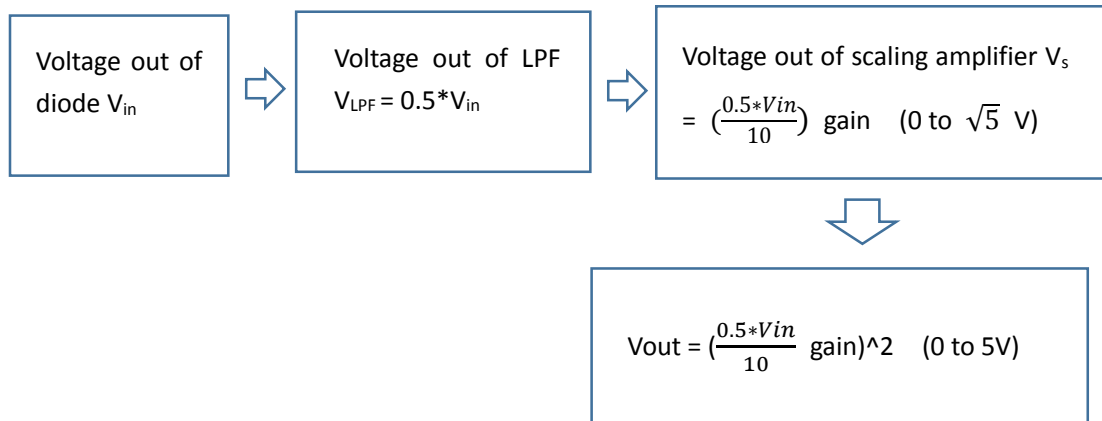 Voltage out of
diode Vin
Voltage out of LPF
VLPF = 0.5*Vin
Voltage out of scaling amplifier Vs
= (0.5*Vin/10) gain (0 to √5 V)
Vout = (0.5*Vin/10 gain)^2 (0 to 5V)